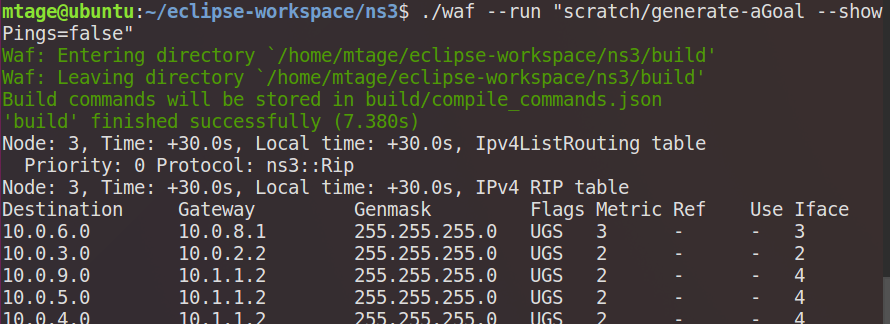 mtage@ubuntu:~/eclipse-workspace/ns3$ ./waf --run "scratch/generate-aGoal --show
Pings=false"
Waf: Entering directory `/home/mtage/eclipse-workspace/ns3/build'
Waf: Leaving directory `/home/mtage/eclipse-workspace/ns3/build'
Build commands will be stored in build/compile_commands.json
'build' finished successfully (7.380s)
Node: 3, Time: +30.0s, Local time: +30.0s, Ipv4ListRouting table
  Priority: 0 Protocol: ns3::Rip
Node: 3, Time: +30.0s, Local time: +30.0s, IPv4 RIP table
Destination     Gateway         Genmask         Flags Metric Ref    Use Iface
10.0.6.0        10.0.8.1        255.255.255.0   UGS   3      -      -   3
10.0.3.0        10.0.2.2        255.255.255.0   UGS   2      -      -   2
10.0.9.0        10.1.1.2        255.255.255.0   UGS   2      -      -   4
10.0.5.0        10.1.1.2        255.255.255.0   UGS   2      -      -   4
10.0.4.0        10.1.1.2        255.255.255.0   UGS   2      -      -   4